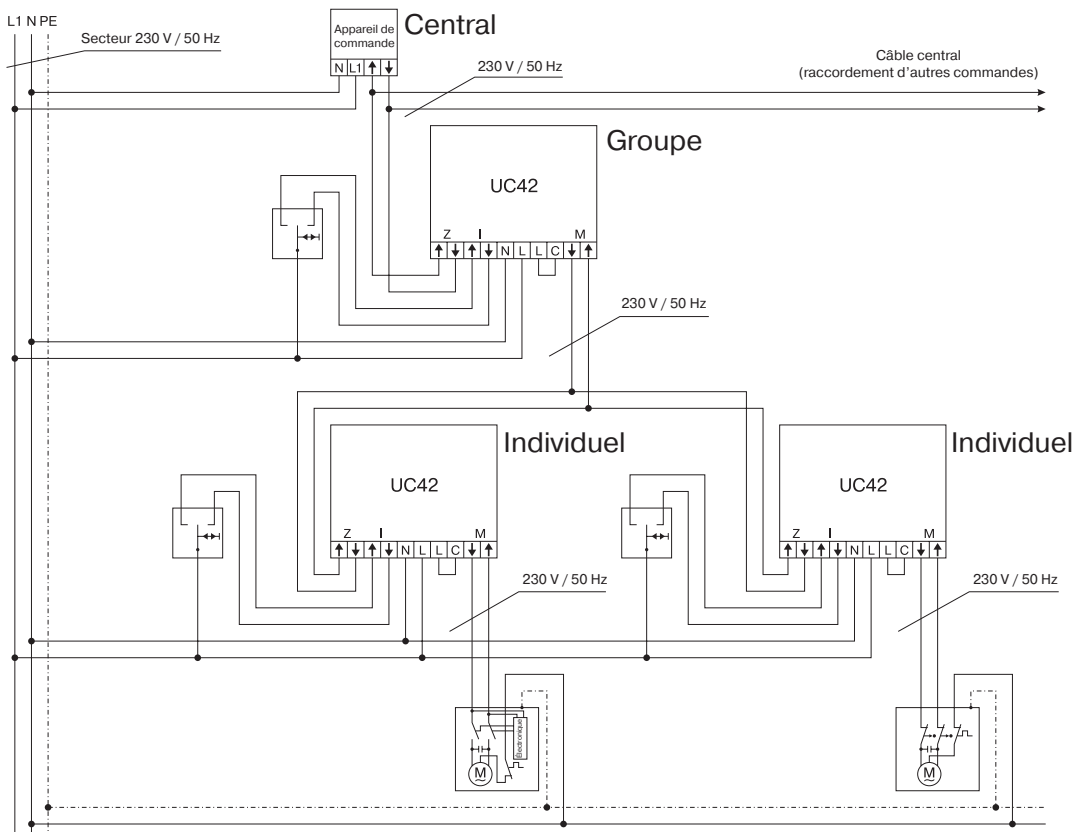 L1 N PE
Secteur 230 V / 50 Hz
Appareil de
commande
Central
N L1 ↑ ↓
230 V / 50 Hz
Câble central
(raccordement d'autres commandes)
Groupe
UC42
Z I M
↑ ↓ ↑ ↓ N L L C ↓ ↑
230 V / 50 Hz
Individuel
UC42
Z I M
↑ ↓ ↑ ↓ N L L C ↓ ↑
230 V / 50 Hz
Individuel
UC42
Z I M
↑ ↓ ↑ ↓ N L L C ↓ ↑
230 V / 50 Hz
Électronique
M
~
M
~